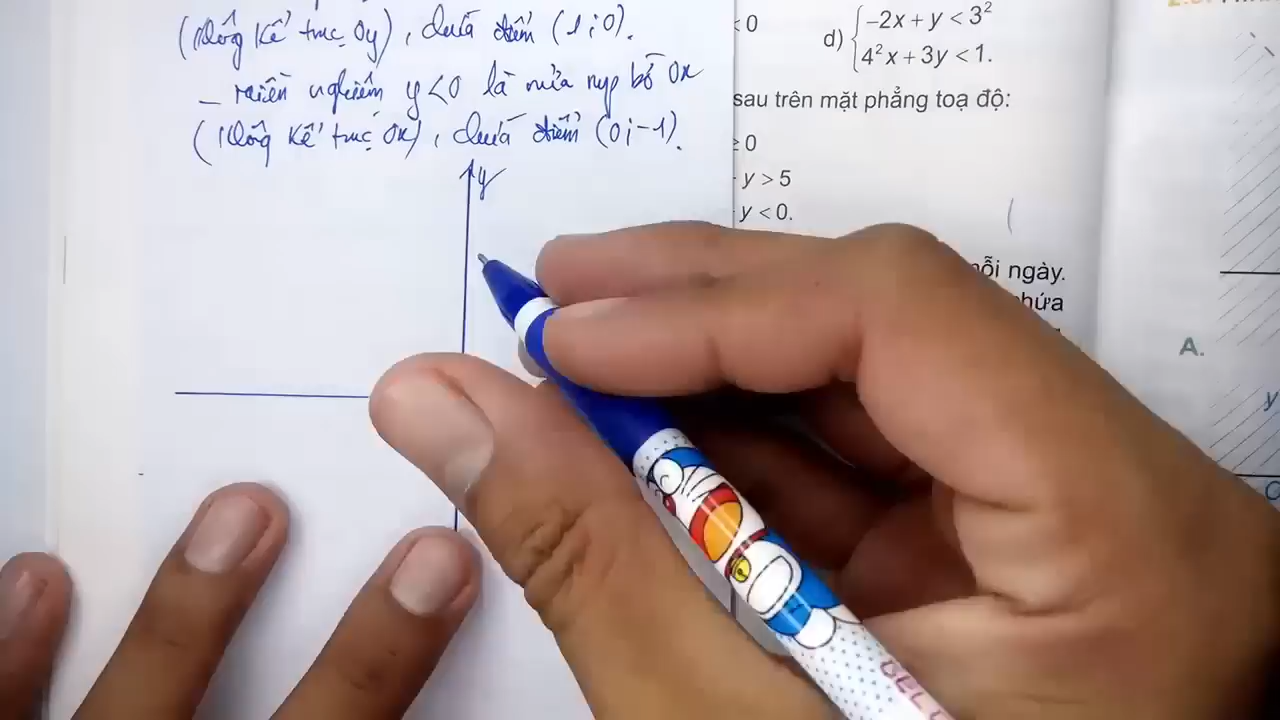 (Không kể trục Oy), chứa điểm (1;0).
– Miền nghiệm y<0 là nửa mp bờ Ox
(Không kể trục Ox), chứa điểm (0;-1).
y
<0
d) { -2x + y < 3²
4²x + 3y < 1.
sau trên mặt phẳng toạ độ:
≥ 0
y > 5
y < 0.
ỗi ngày.
hứa
A.
y